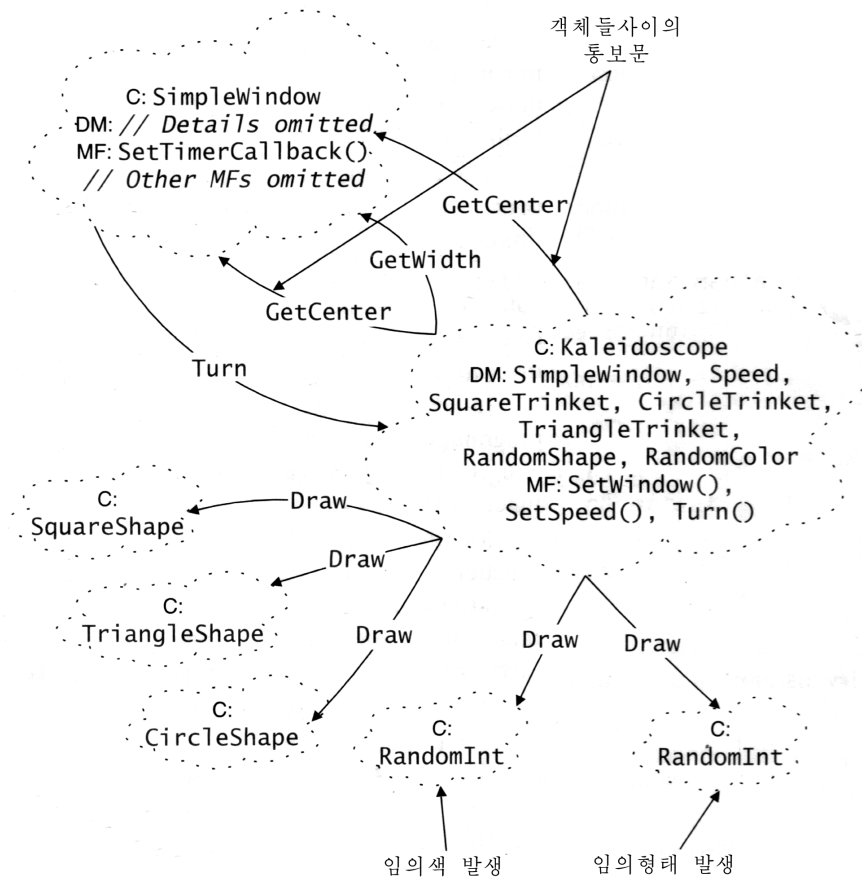 객체들사이의
통보문
C: SimpleWindow
DM: // Details omitted
MF: SetTimerCallback()
// Other MFs omitted
GetCenter
GetWidth
GetCenter
Turn
C: Kaleidoscope
DM: SimpleWindow, Speed,
SquareTrinket, CircleTrinket,
TriangleTrinket,
RandomShape, RandomColor
MF: SetWindow(),
SetSpeed(), Turn()
Draw
C:
SquareShape
Draw
C:
TriangleShape
Draw
C:
CircleShape
Draw
Draw
C:
RandomInt
C:
RandomInt
임의색 발생
임의형태 발생